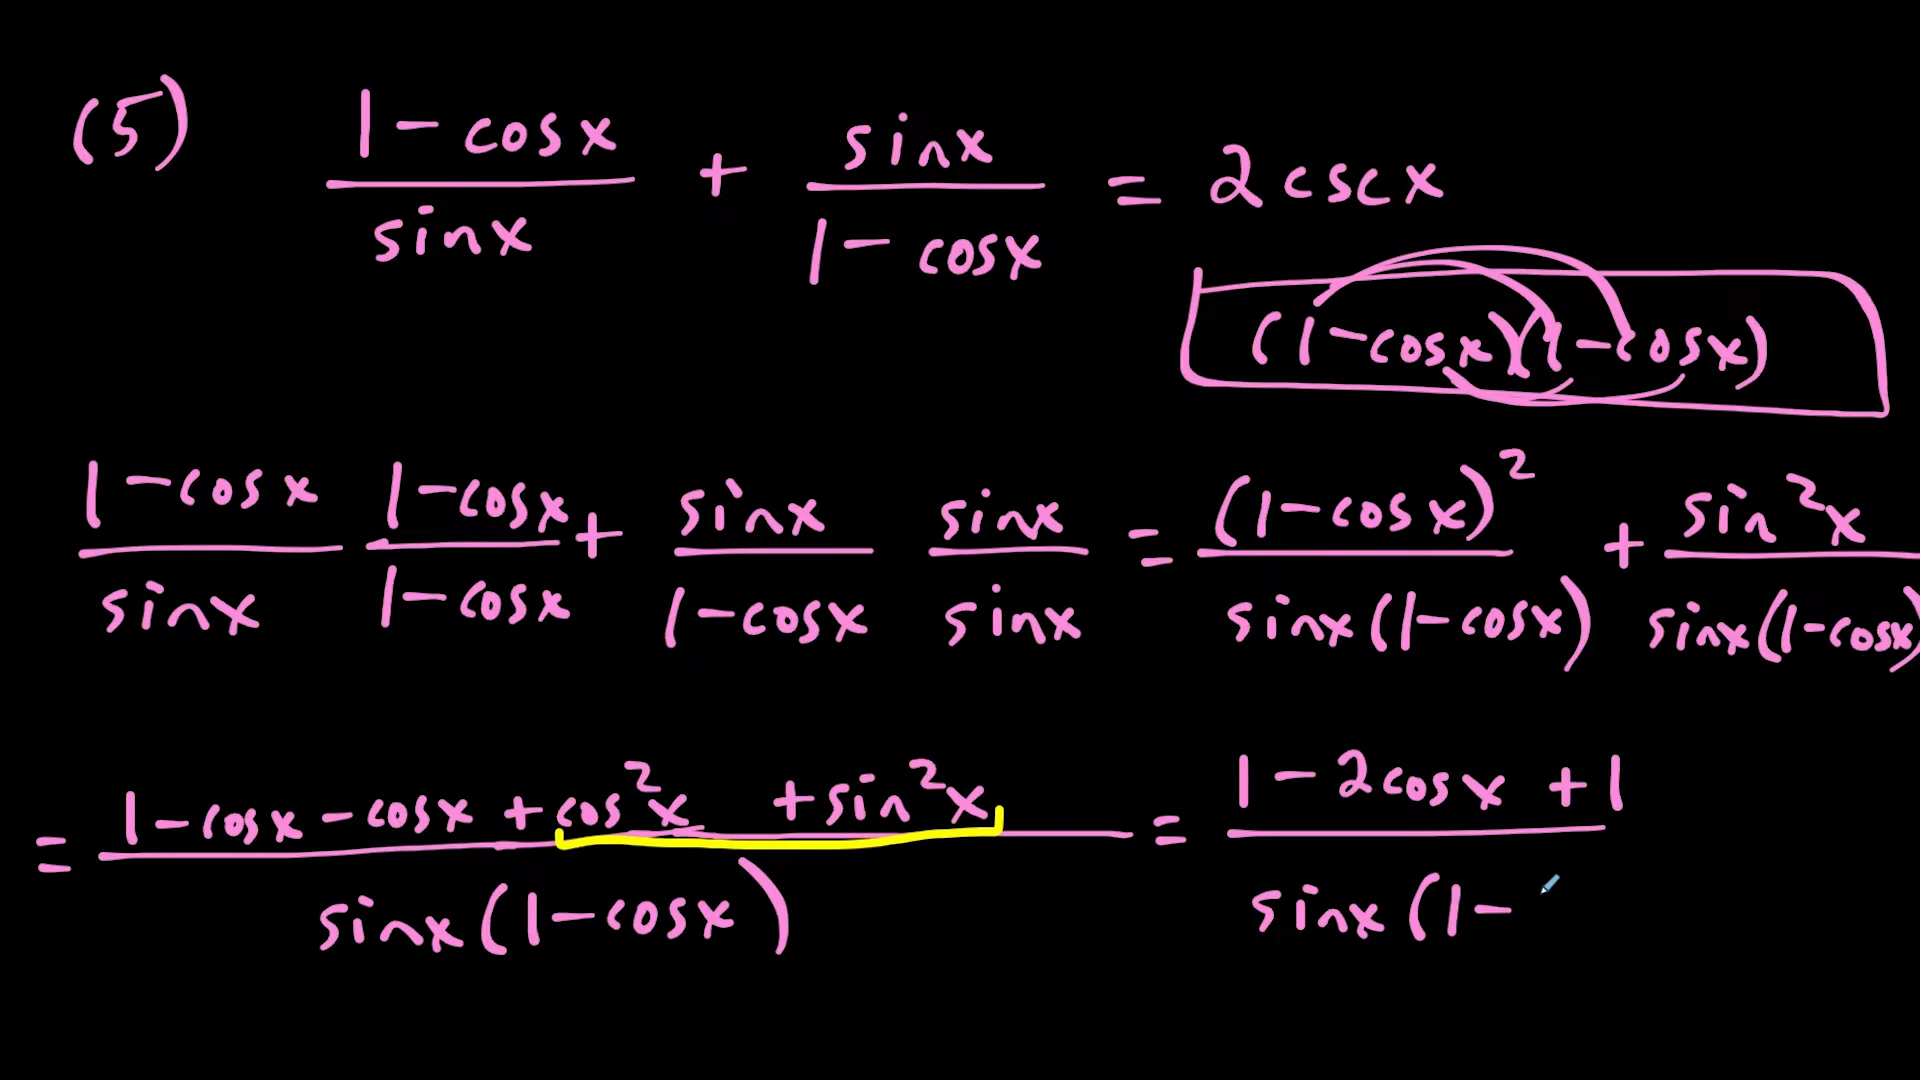 (5) (1-cosx)/(sinx) + (sinx)/(1-cosx) = 2cscx
(1-cosx)(1-cosx)
(1-cosx)/(sinx) (1-cosx)/(1-cosx) + (sinx)/(1-cosx) (sinx)/(sinx) = (1-cosx)²/(sinx(1-cosx)) + (sin²x)/(sinx(1-cosx))
= (1-cosx-cosx+cos²x +sin²x)/(sinx(1-cosx)) = (1-2cosx+1)/(sinx(1-